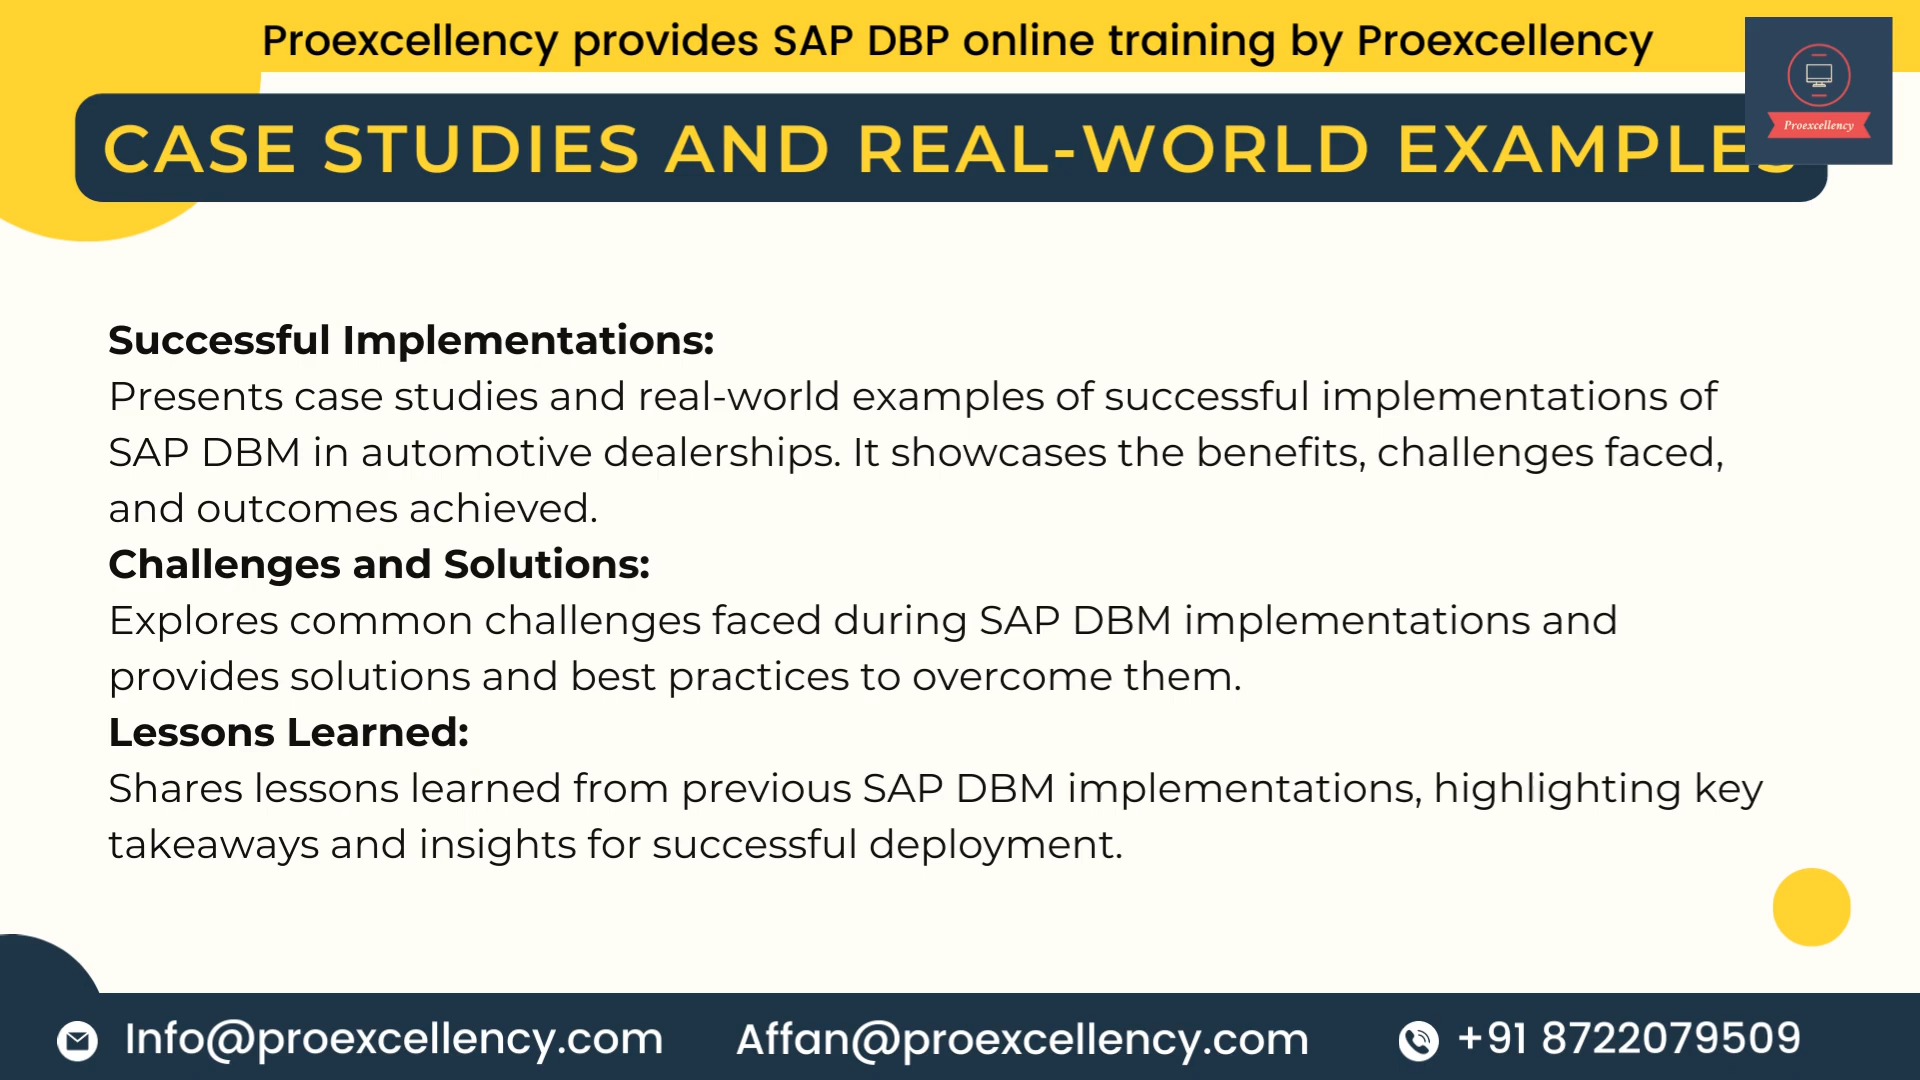 Proexcellency provides SAP DBP online training by Proexcellency
Proexcellency
CASE STUDIES AND REAL-WORLD EXAMPLES
Successful Implementations:
Presents case studies and real-world examples of successful implementations of
SAP DBM in automotive dealerships. It showcases the benefits, challenges faced,
and outcomes achieved.
Challenges and Solutions:
Explores common challenges faced during SAP DBM implementations and
provides solutions and best practices to overcome them.
Lessons Learned:
Shares lessons learned from previous SAP DBM implementations, highlighting key
takeaways and insights for successful deployment.
Info@proexcellency.com Affan@proexcellency.com +91 8722079509